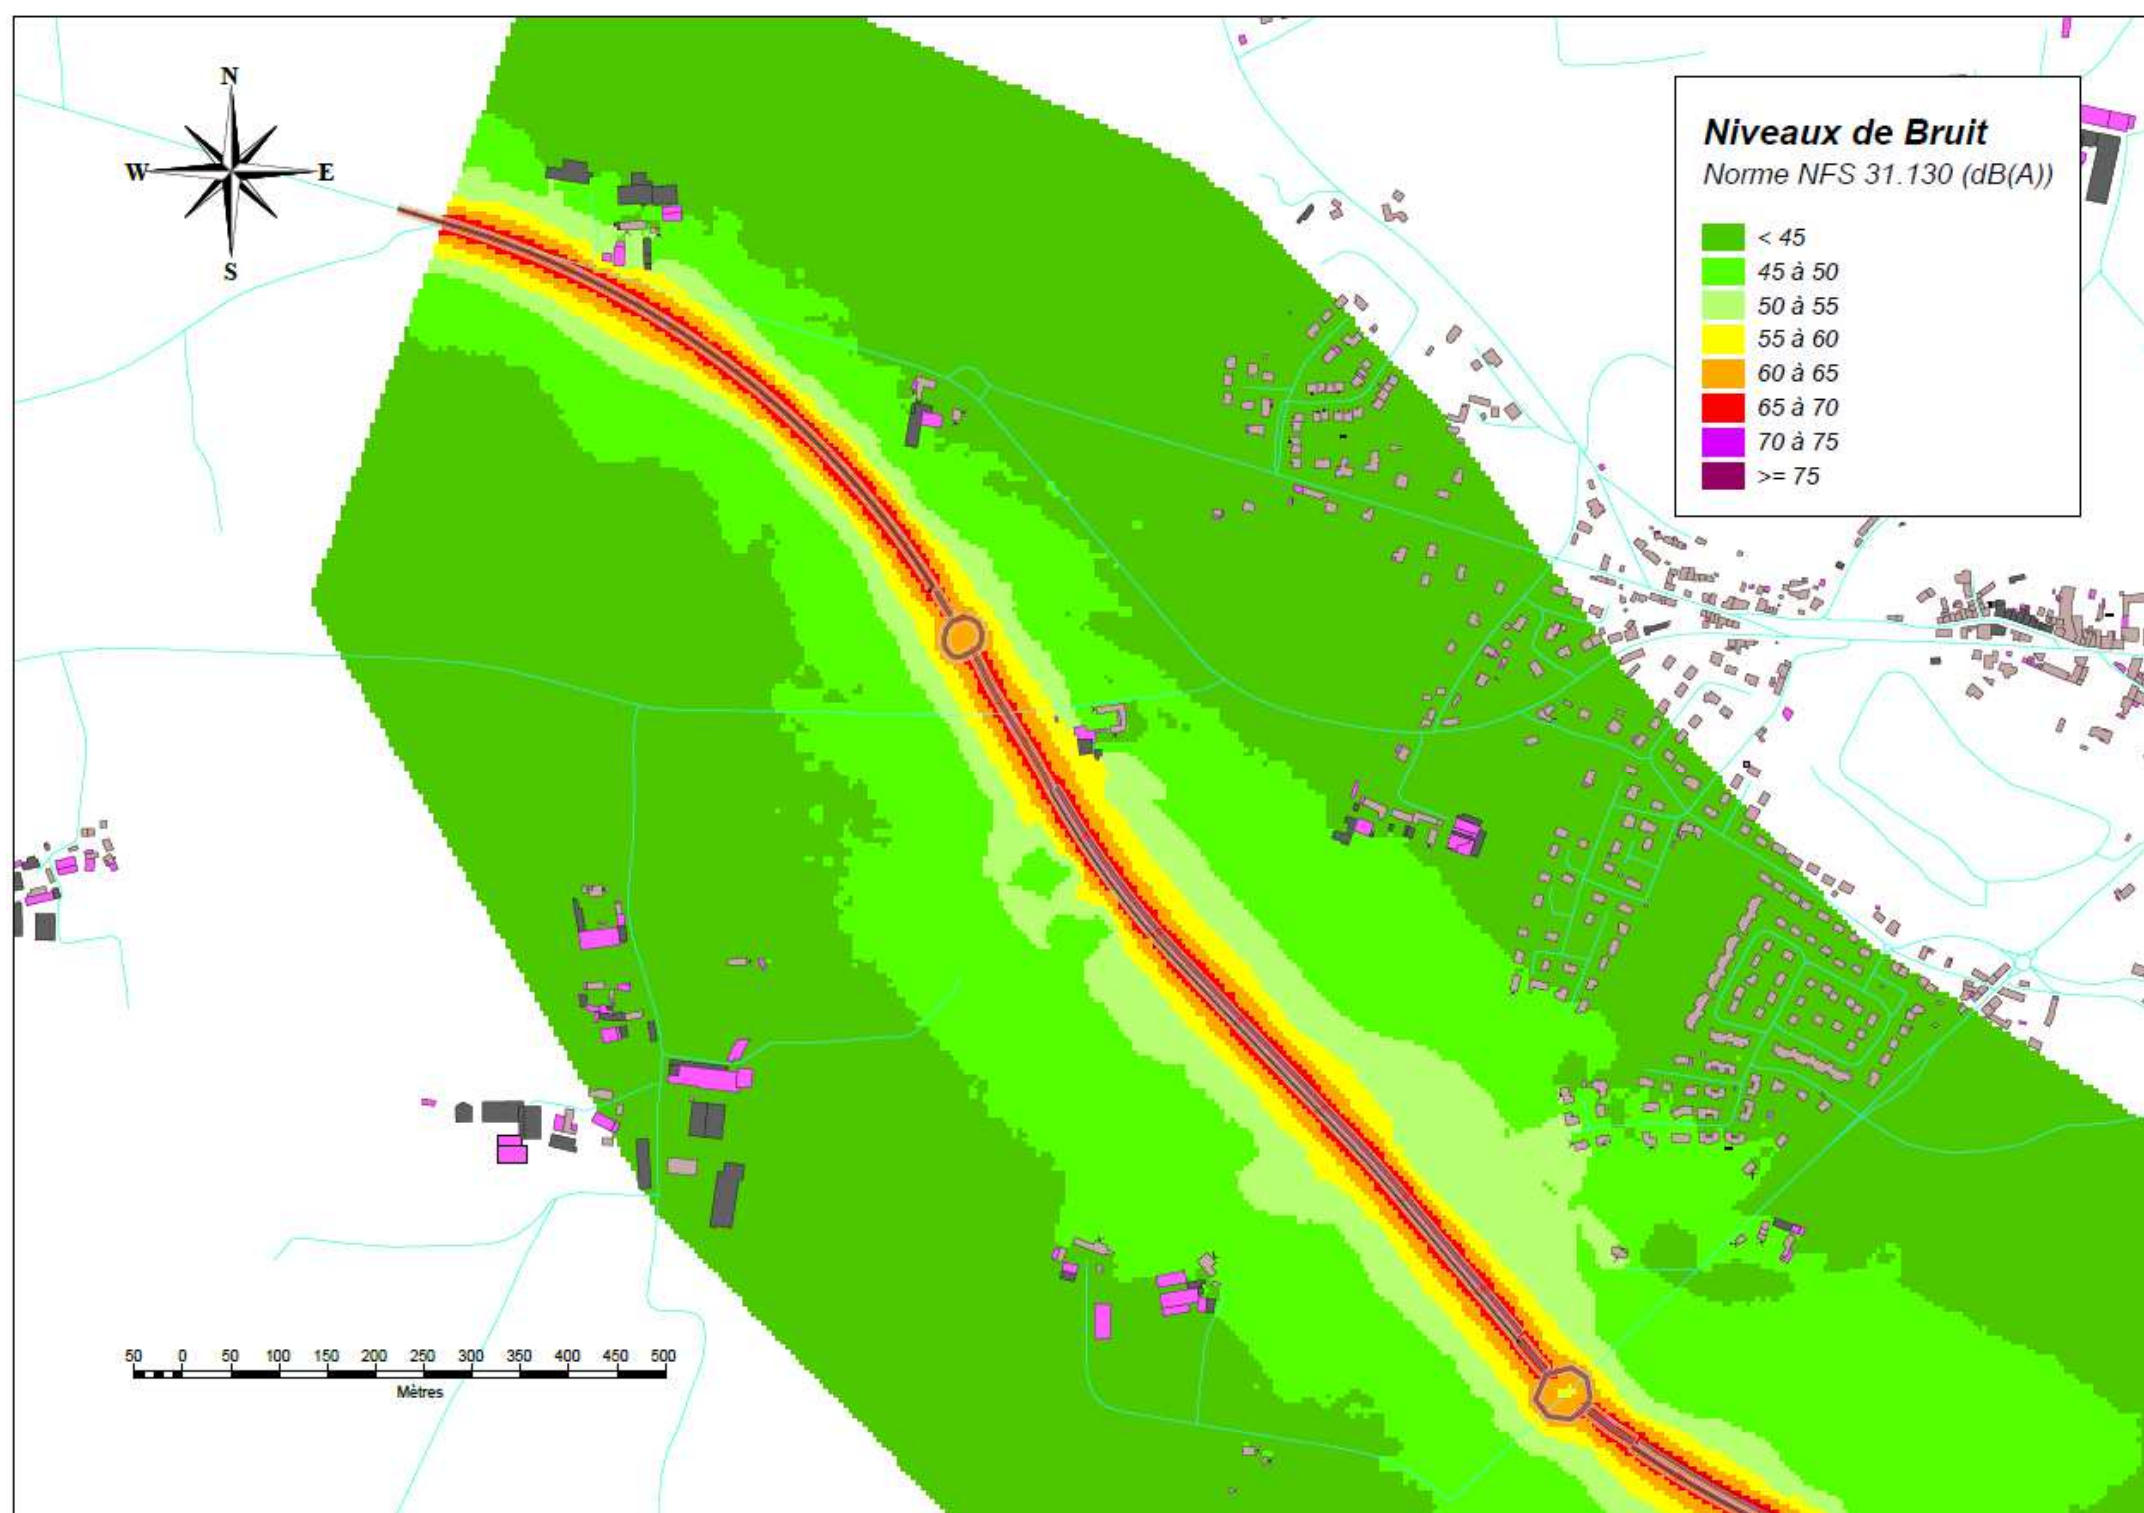 N
W
E
S
Niveaux de Bruit
Norme NFS 31.130 (dB(A))
< 45
45 à 50
50 à 55
55 à 60
60 à 65
65 à 70
70 à 75
>= 75
50 0 50 100 150 200 250 300 350 400 450 500
Mètres